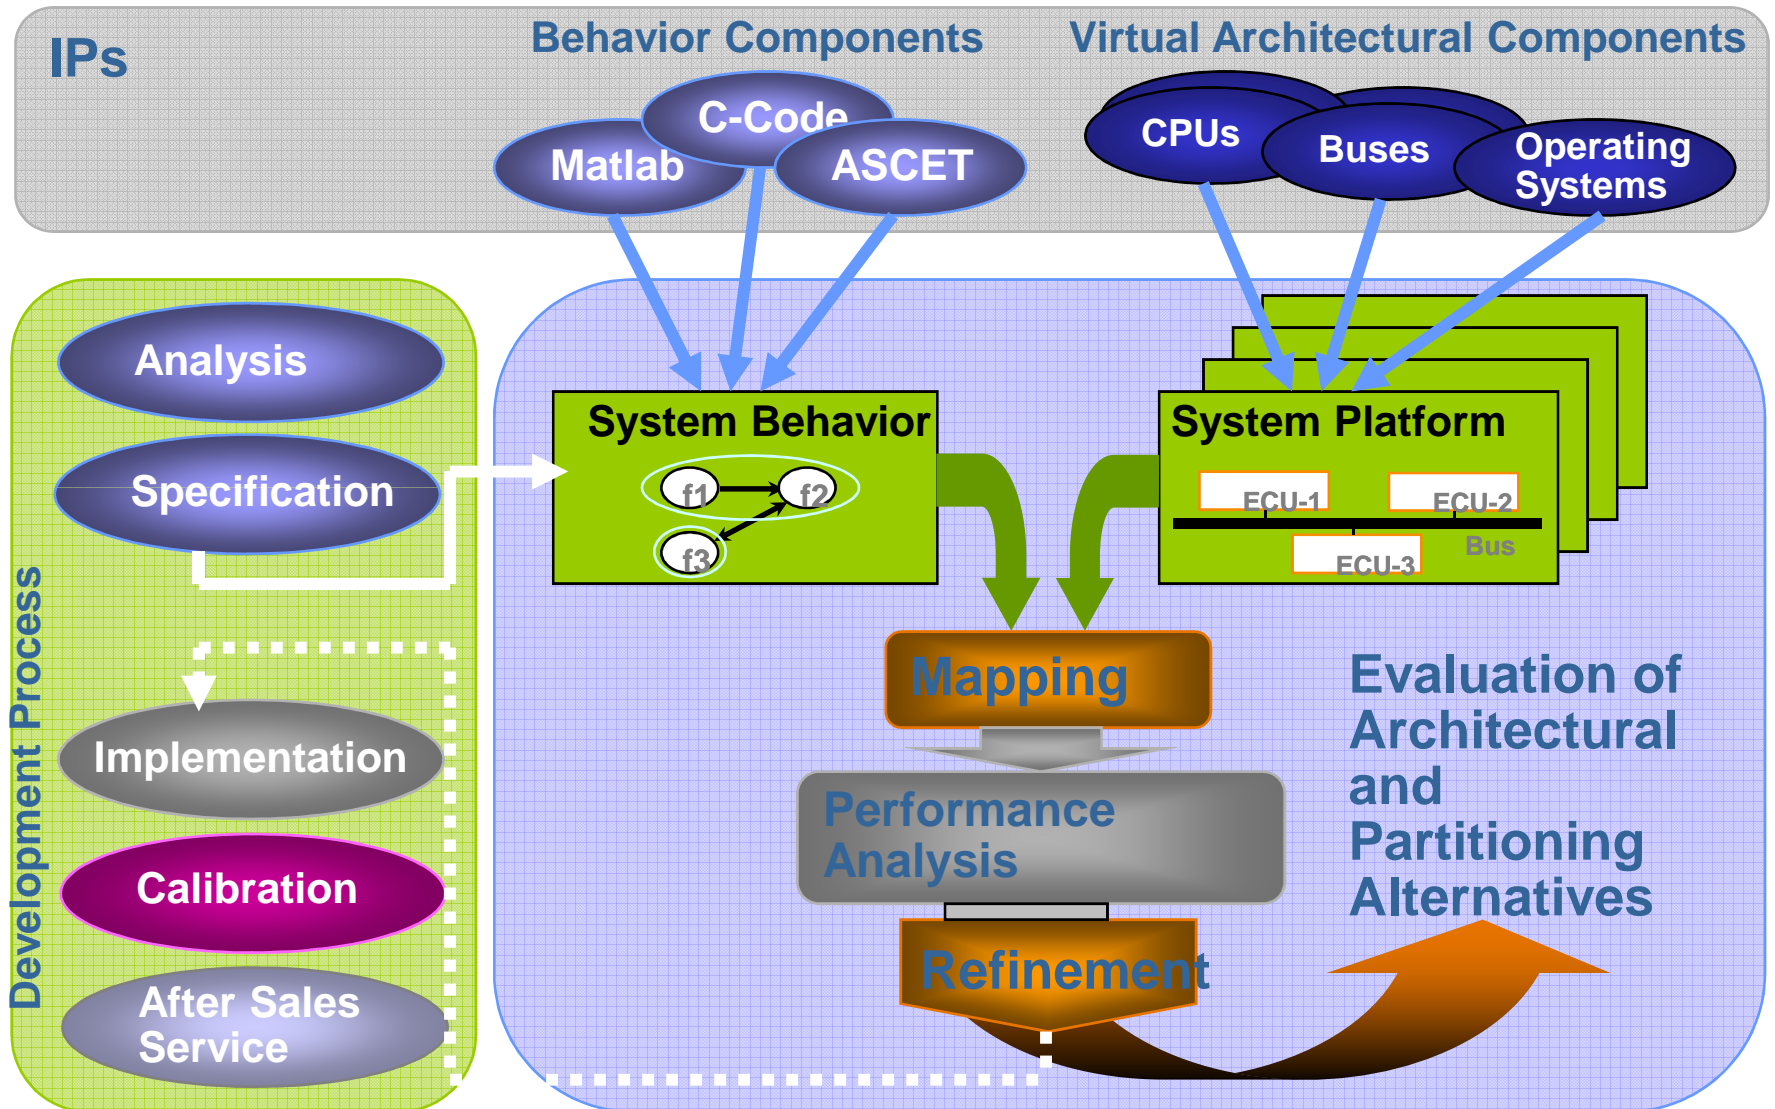 IPs
Behavior Components
Virtual Architectural Components
Matlab
C-Code
ASCET
CPUs
Buses
Operating
Systems
Development Process
Analysis
Specification
Implementation
Calibration
After Sales
Service
System Behavior
f1
f2
f3
System Platform
ECU-1
ECU-2
Bus
ECU-3
Mapping
Performance
Analysis
Refinement
Evaluation of
Architectural
and
Partitioning
Alternatives